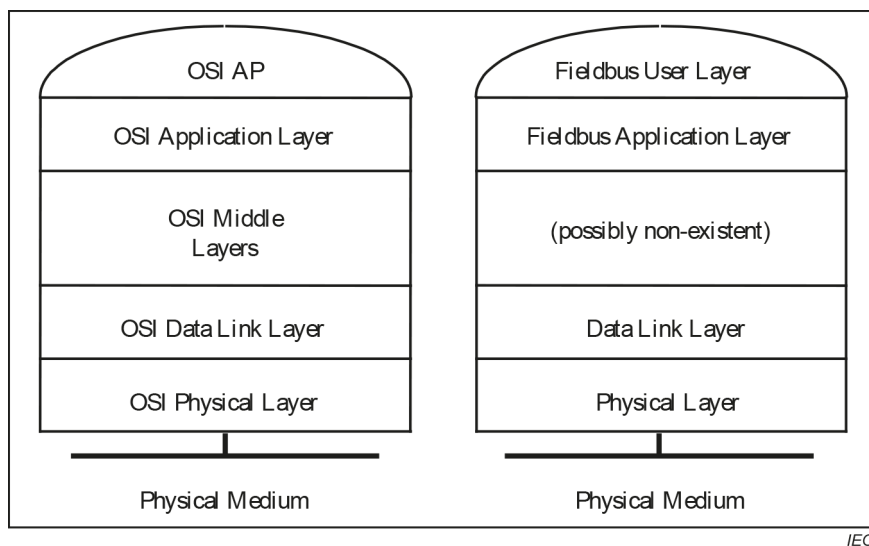 OSI AP
OSI Application Layer
OSI Middle
Layers
OSI Data Link Layer
OSI Physical Layer
Physical Medium
Fieldbus User Layer
Fieldbus Application Layer
(possibly non-existent)
Data Link Layer
Physical Layer
Physical Medium
IEC